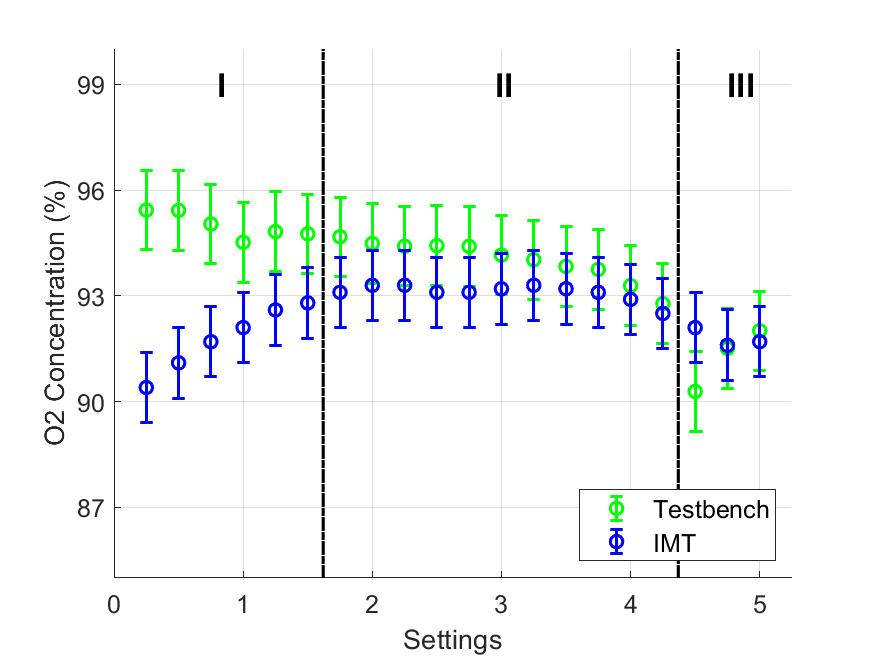 I II III
99
96
93
90
87
O2 Concentration (%)
0 1 2 3 4 5
Settings
Testbench
IMT